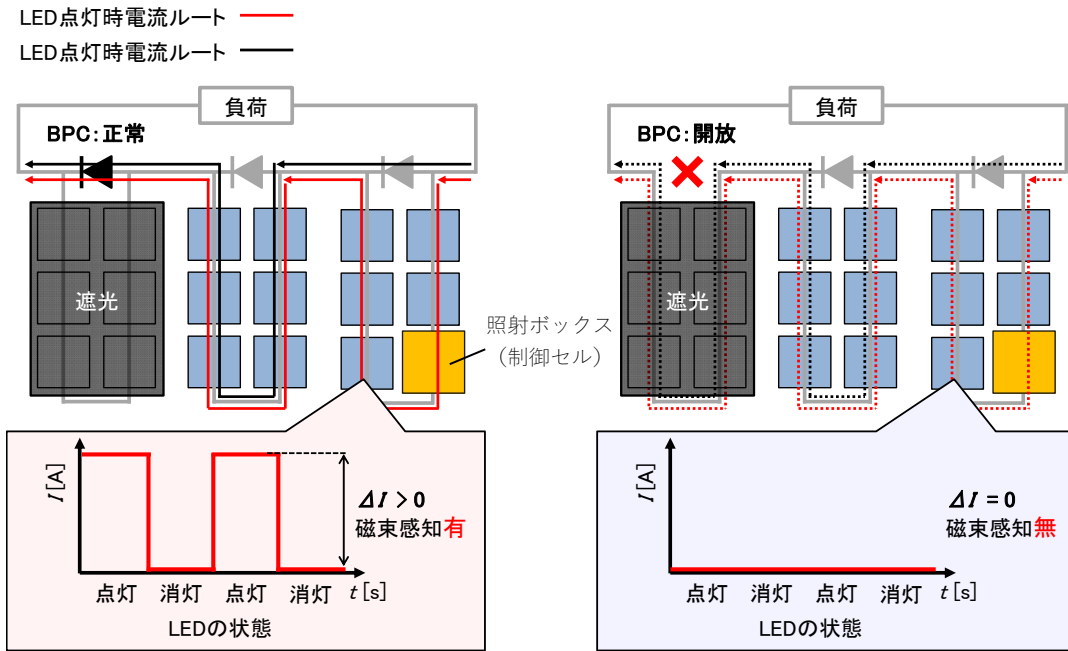 LED点灯時電流ルート
LED点灯時電流ルート
負荷
BPC:正常
遮光
照射ボックス
（制御セル）
I[A]
ΔI > 0
磁束感知有
点灯 消灯 点灯 消灯 t[s]
LEDの状態
負荷
BPC:開放
遮光
I[A]
ΔI = 0
磁束感知無
点灯 消灯 点灯 消灯 t[s]
LEDの状態